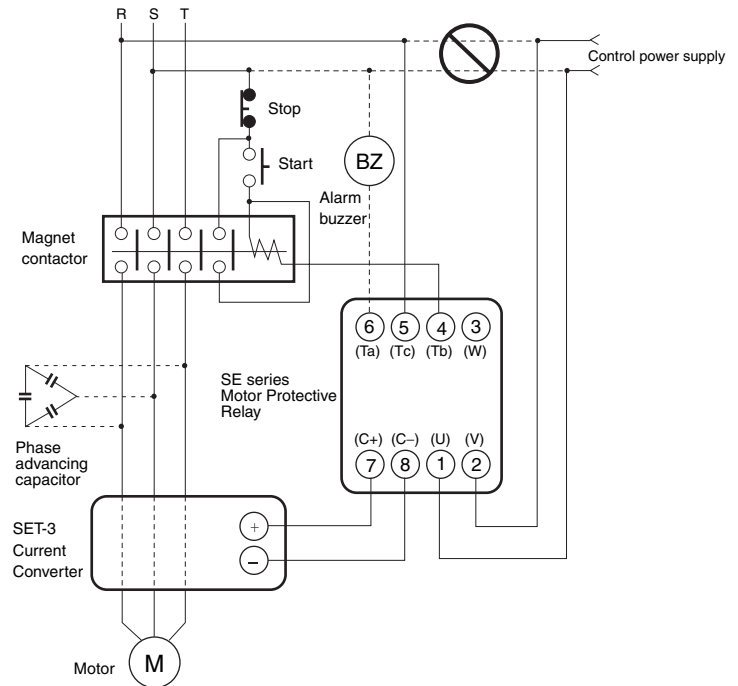 R S T
Control power supply
Stop
Start
BZ
Alarm
buzzer
Magnet
contactor
6 5 4 3
(Ta) (Tc) (Tb) (W)
SE series
Motor Protective
Relay
(C+) (C−) (U) (V)
7 8 1 2
Phase
advancing
capacitor
SET-3
Current
Converter
+
−
Motor
M